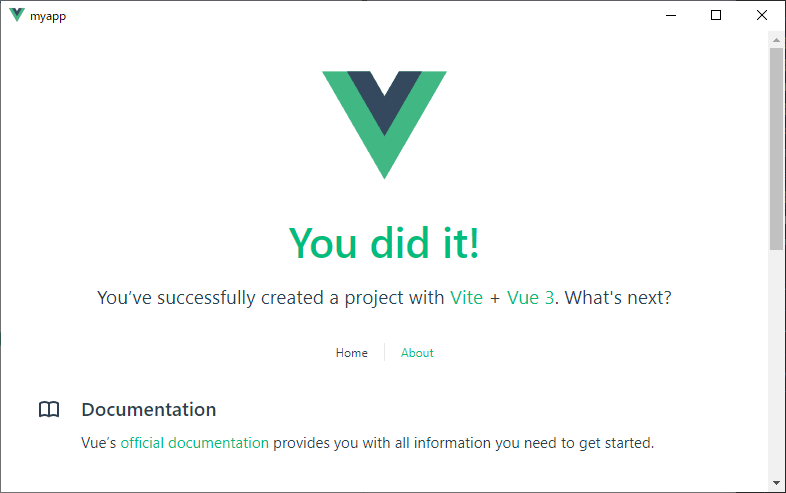 myapp
You did it!
You’ve successfully created a project with Vite + Vue 3. What's next?
Home About
Documentation
Vue’s official documentation provides you with all information you need to get started.